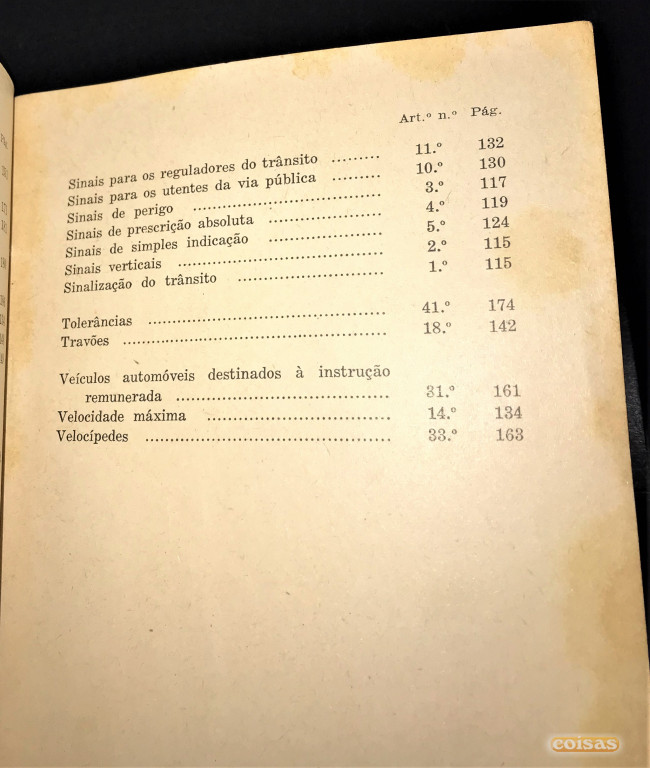 Art.º n.º Pág.
Sinais para os reguladores do trânsito ......... 11.º 132
Sinais para os utentes da via pública ......... 10.º 130
Sinais de perigo ................................... 3.º 117
Sinais de prescrição absoluta ..................... 4.º 119
Sinais de simples indicação ..................... 5.º 124
Sinais verticais ...................................... 2.º 115
Sinalização do trânsito ........................... 1.º 115
Tolerâncias ........................................... 41.º 174
Travões ................................................ 18.º 142
Veículos automóveis destinados à instrução
remunerada ...................................... 31.º 161
Velocidade máxima ................................ 14.º 134
Velocípedes ........................................... 33.º 163
coisas